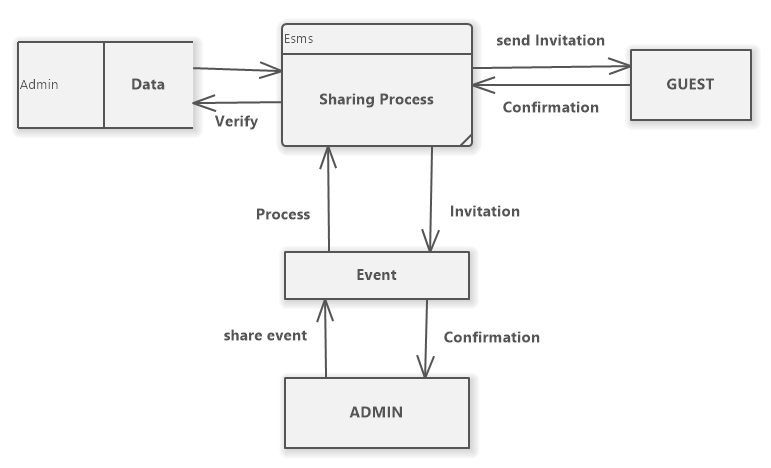 Esms
send Invitation
Admin
Data
Sharing Process
GUEST
Verify
Confirmation
Process
Invitation
Event
share event
Confirmation
ADMIN